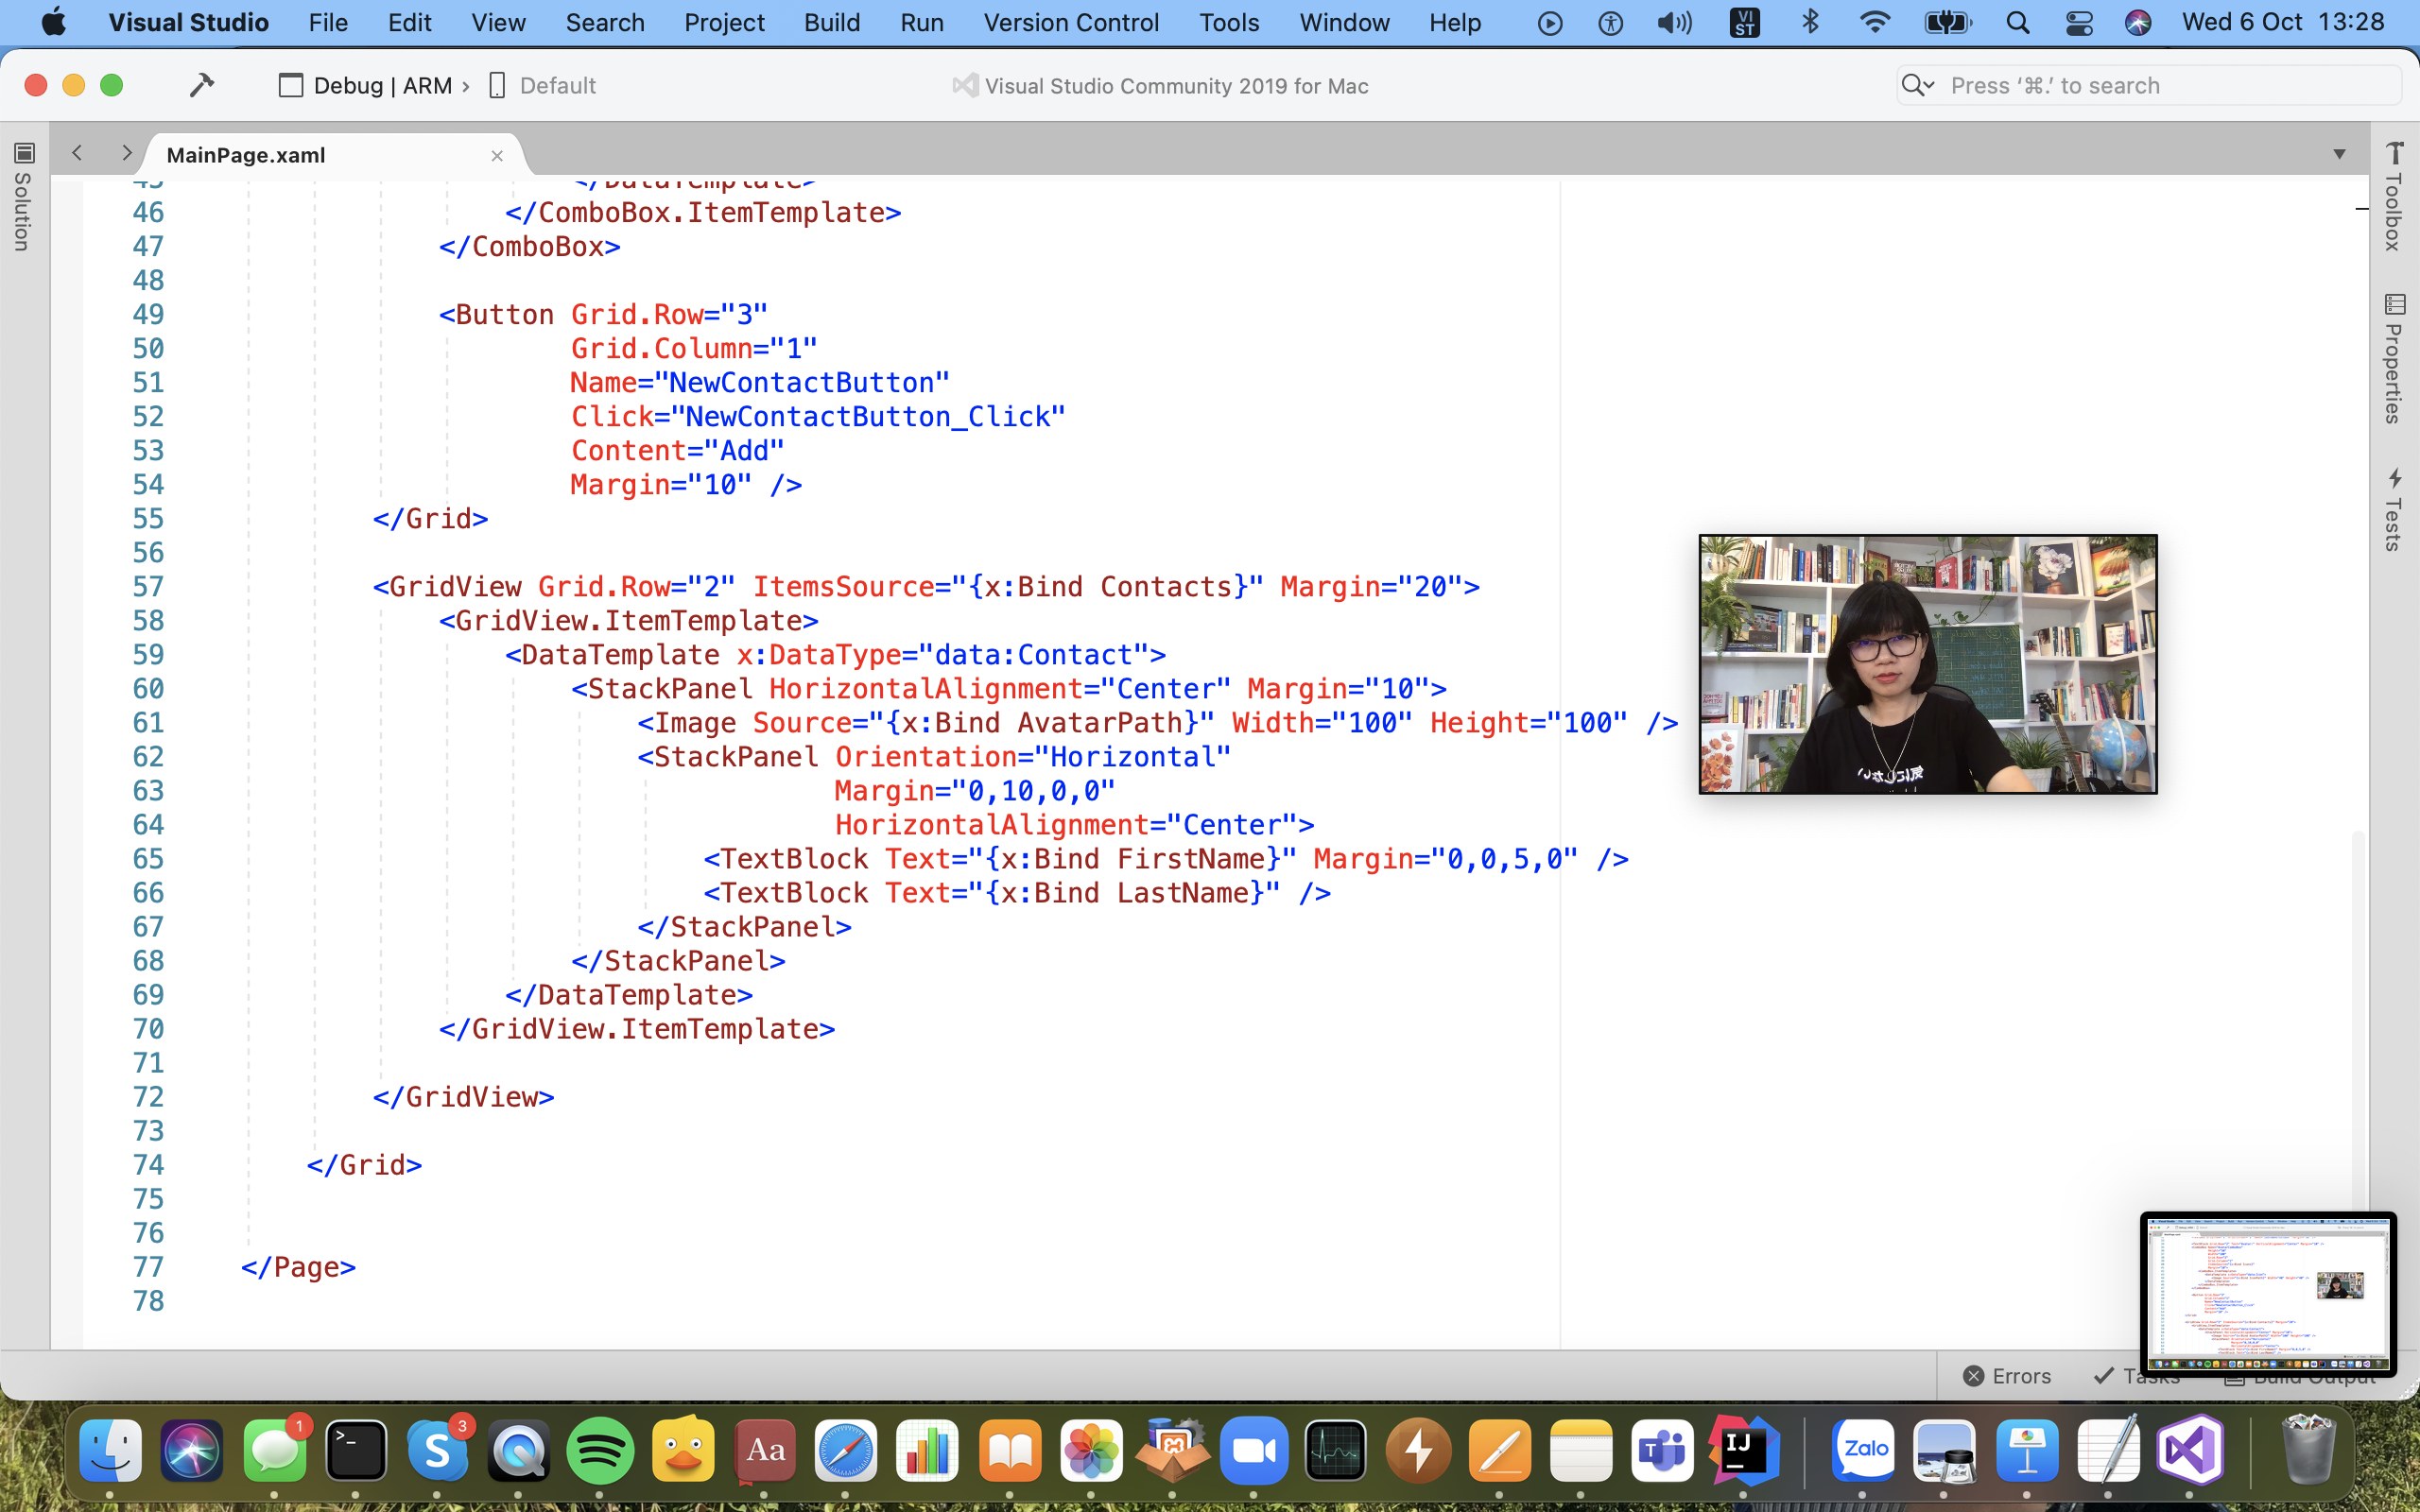 Visual Studio File Edit View Search Project Build Run Version Control Tools Window Help VI ST Wed 6 Oct 13:28
Debug | ARM › Default Visual Studio Community 2019 for Mac Press ‘⌘.’ to search
Solution
MainPage.xaml
Toolbox
Properties
Tests
45 </DataTemplate>
46 </ComboBox.ItemTemplate>
47 </ComboBox>
48
49 <Button Grid.Row="3"
50 Grid.Column="1"
51 Name="NewContactButton"
52 Click="NewContactButton_Click"
53 Content="Add"
54 Margin="10" />
55 </Grid>
56
57 <GridView Grid.Row="2" ItemsSource="{x:Bind Contacts}" Margin="20">
58 <GridView.ItemTemplate>
59 <DataTemplate x:DataType="data:Contact">
60 <StackPanel HorizontalAlignment="Center" Margin="10">
61 <Image Source="{x:Bind AvatarPath}" Width="100" Height="100" />
62 <StackPanel Orientation="Horizontal"
63 Margin="0,10,0,0"
64 HorizontalAlignment="Center">
65 <TextBlock Text="{x:Bind FirstName}" Margin="0,0,5,0" />
66 <TextBlock Text="{x:Bind LastName}" />
67 </StackPanel>
68 </StackPanel>
69 </DataTemplate>
70 </GridView.ItemTemplate>
71
72 </GridView>
73
74 </Grid>
75
76
77 </Page>
78
Errors Tasks Build Output
1 3
>_ S Aa T IJ Zalo